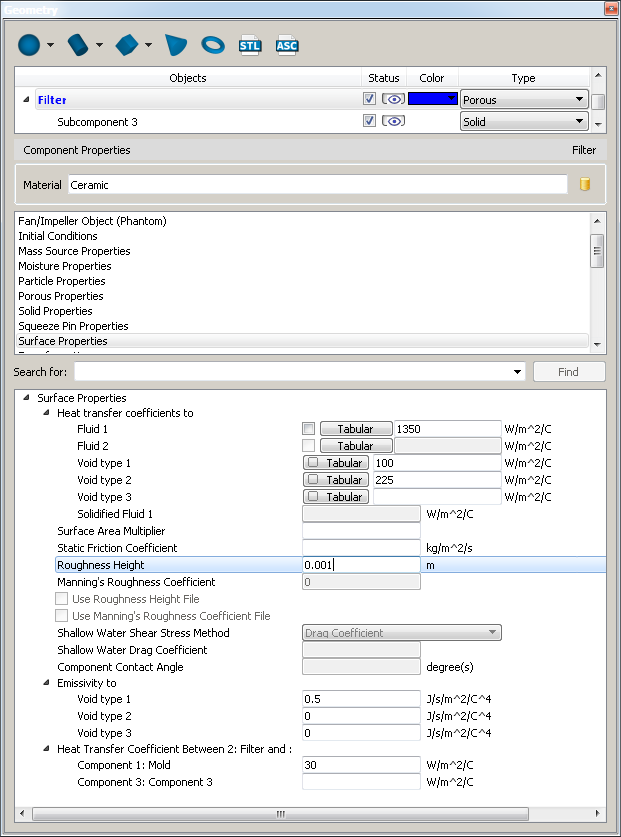 Geometry
STL ASC
Objects Status Color Type
Filter Porous
Subcomponent 3 Solid
Component Properties Filter
Material Ceramic
Fan/Impeller Object (Phantom)
Initial Conditions
Mass Source Properties
Moisture Properties
Particle Properties
Porous Properties
Solid Properties
Squeeze Pin Properties
Surface Properties
Search for: Find
Surface Properties
Heat transfer coefficients to
Fluid 1 Tabular 1350 W/m^2/C
Fluid 2 Tabular W/m^2/C
Void type 1 Tabular 100 W/m^2/C
Void type 2 Tabular 225 W/m^2/C
Void type 3 Tabular W/m^2/C
Solidified Fluid 1 W/m^2/C
Surface Area Multiplier
Static Friction Coefficient kg/m^2/s
Roughness Height 0.001 m
Manning's Roughness Coefficient 0
Use Roughness Height File
Use Manning's Roughness Coefficient File
Shallow Water Shear Stress Method Drag Coefficient
Shallow Water Drag Coefficient
Component Contact Angle degree(s)
Emissivity to
Void type 1 0.5 J/s/m^2/C^4
Void type 2 0 J/s/m^2/C^4
Void type 3 0 J/s/m^2/C^4
Heat Transfer Coefficient Between 2: Filter and :
Component 1: Mold 30 W/m^2/C
Component 3: Component 3 W/m^2/C